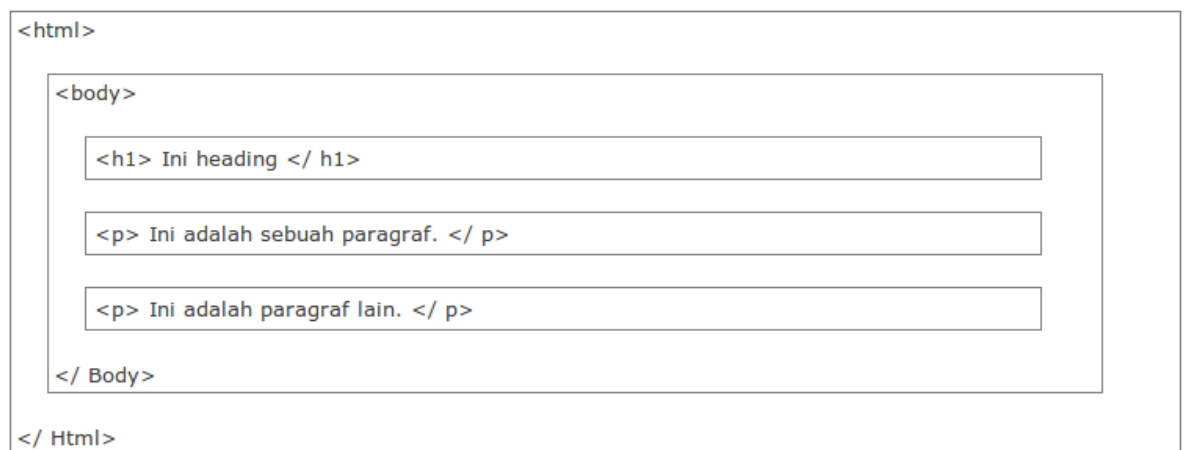 <html>
<body>
<h1> Ini heading </ h1>
<p> Ini adalah sebuah paragraf. </ p>
<p> Ini adalah paragraf lain. </ p>
</ Body>
</ Html>